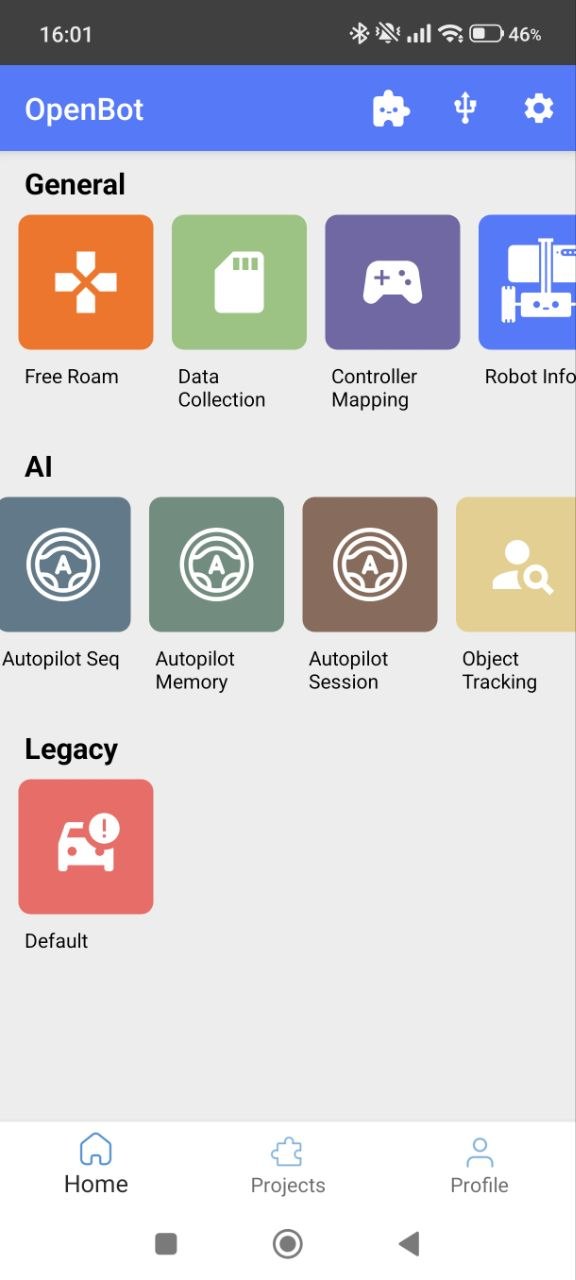 16:01
46%
OpenBot
General
Free Roam
Data
Collection
Controller
Mapping
Robot Info
AI
A
A
A
Autopilot Seq
Autopilot
Memory
Autopilot
Session
Object
Tracking
Legacy
Default
Home
Projects
Profile